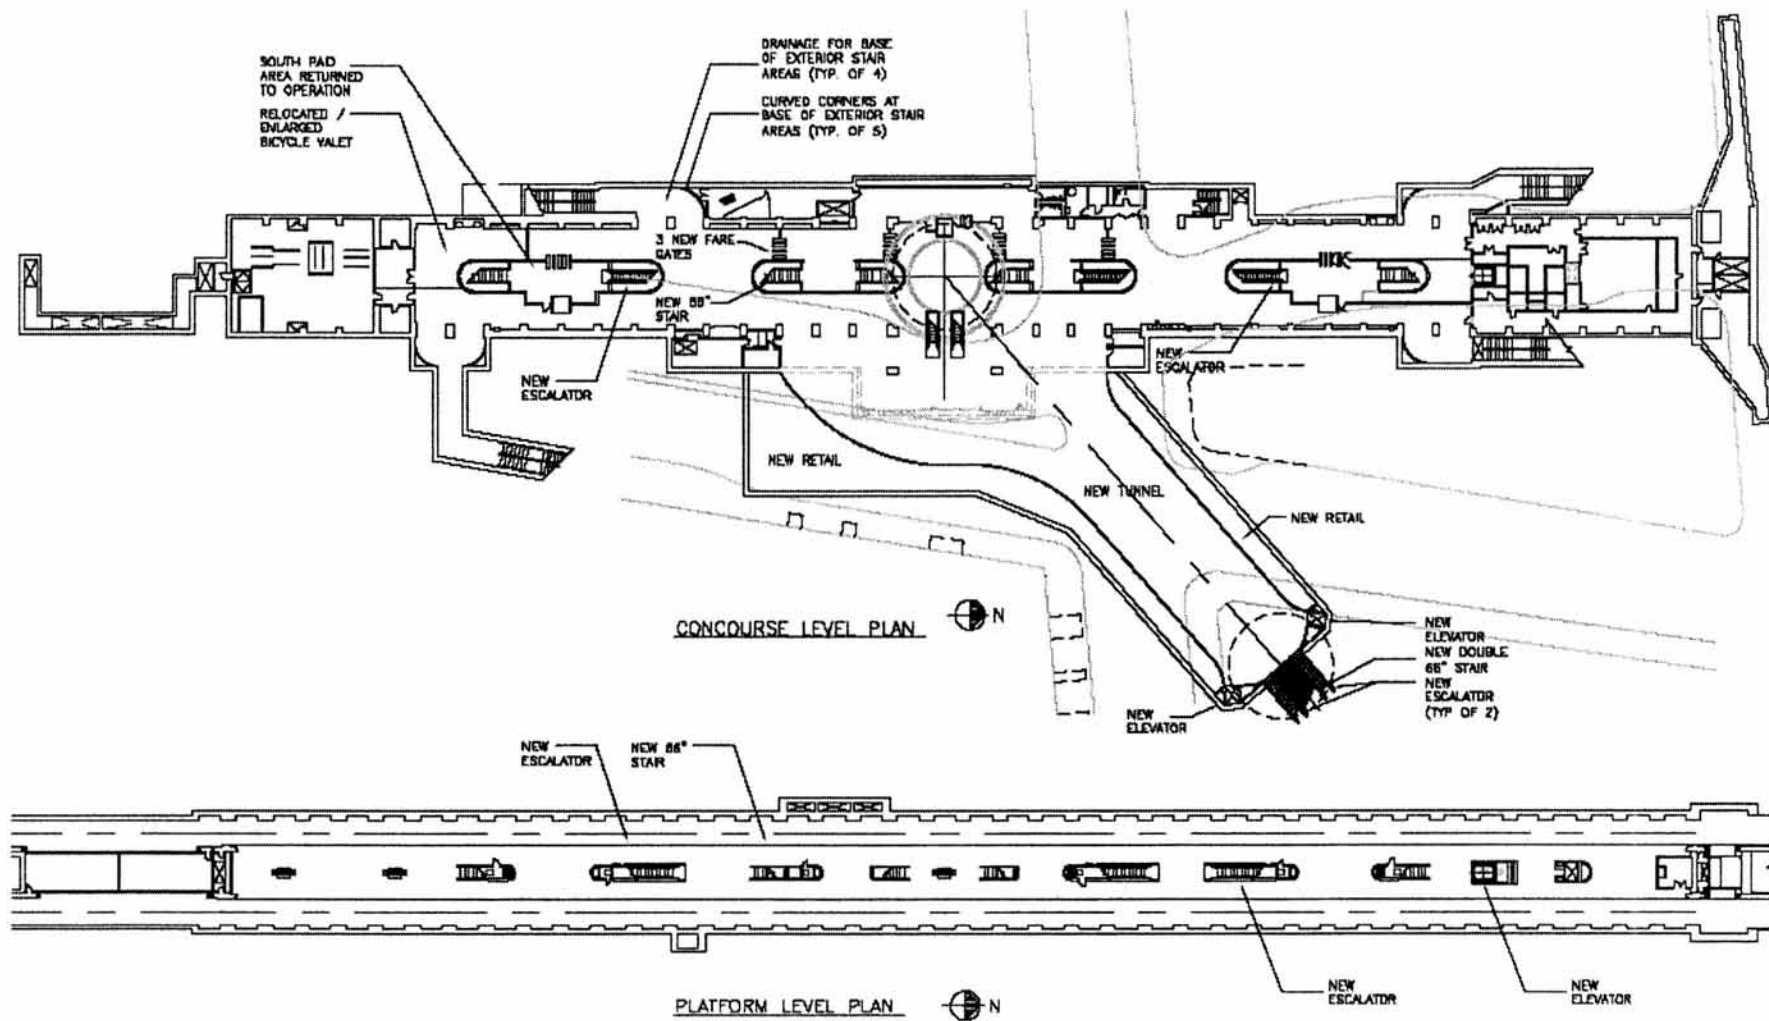 DRAINAGE FOR BASE
OF EXTERIOR STAIR
AREAS (TYP. OF 4)
SOUTH PAID
AREA RETURNED
TO OPERATION
CURVED CORNERS AT
BASE OF EXTERIOR STAIR
AREAS (TYP. OF 5)
RELOCATED /
ENLARGED
BICYCLE VALET
3 NEW FARE
GATES
NEW 66"
STAIR
NEW
ESCALATOR
NEW
ESCALATOR
NEW RETAIL
NEW TUNNEL
NEW RETAIL
CONCOURSE LEVEL PLAN
N
NEW
ELEVATOR
NEW DOUBLE
66" STAIR
NEW
ESCALATOR
(TYP OF 2)
NEW
ELEVATOR
NEW
ESCALATOR
NEW 66"
STAIR
NEW
ESCALATOR
NEW
ELEVATOR
PLATFORM LEVEL PLAN
N